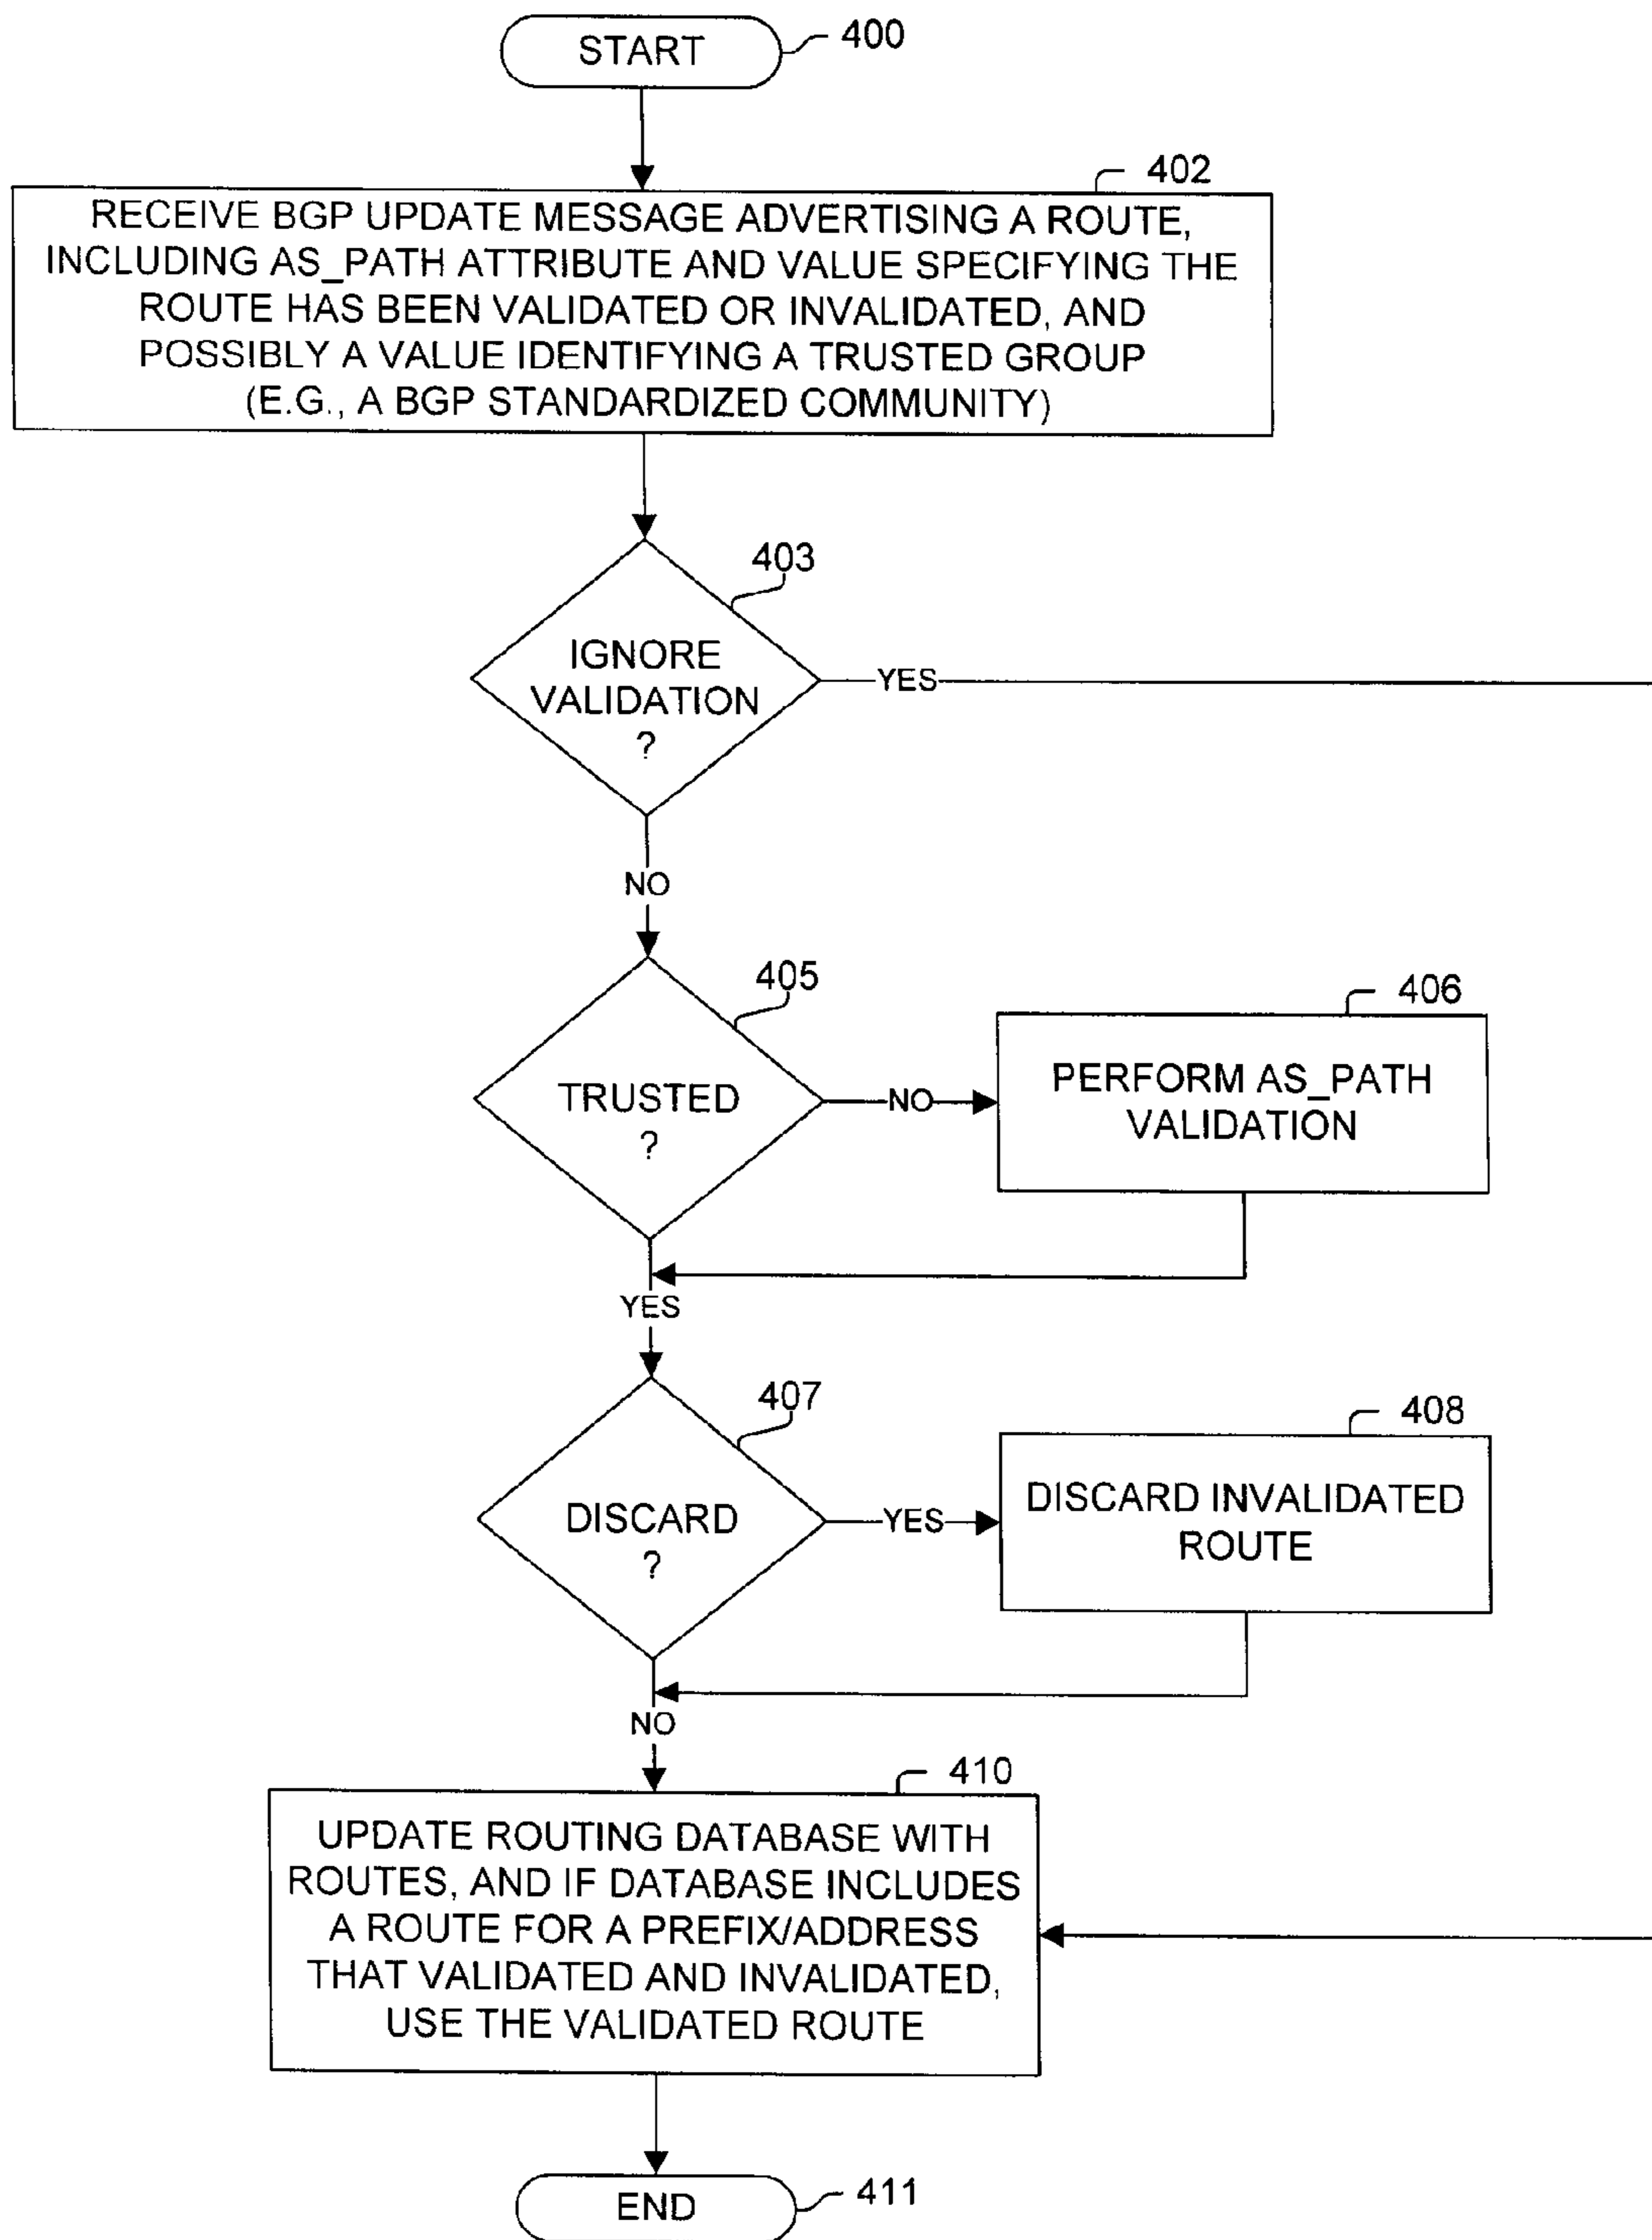 START
400
402
RECEIVE BGP UPDATE MESSAGE ADVERTISING A ROUTE,
INCLUDING AS_PATH ATTRIBUTE AND VALUE SPECIFYING THE
ROUTE HAS BEEN VALIDATED OR INVALIDATED, AND
POSSIBLY A VALUE IDENTIFYING A TRUSTED GROUP
(E.G., A BGP STANDARDIZED COMMUNITY)
403
IGNORE
VALIDATION
?
YES
NO
405
TRUSTED
?
NO
406
PERFORM AS_PATH
VALIDATION
YES
407
DISCARD
?
YES
408
DISCARD INVALIDATED
ROUTE
NO
410
UPDATE ROUTING DATABASE WITH
ROUTES, AND IF DATABASE INCLUDES
A ROUTE FOR A PREFIX/ADDRESS
THAT VALIDATED AND INVALIDATED,
USE THE VALIDATED ROUTE
END
411